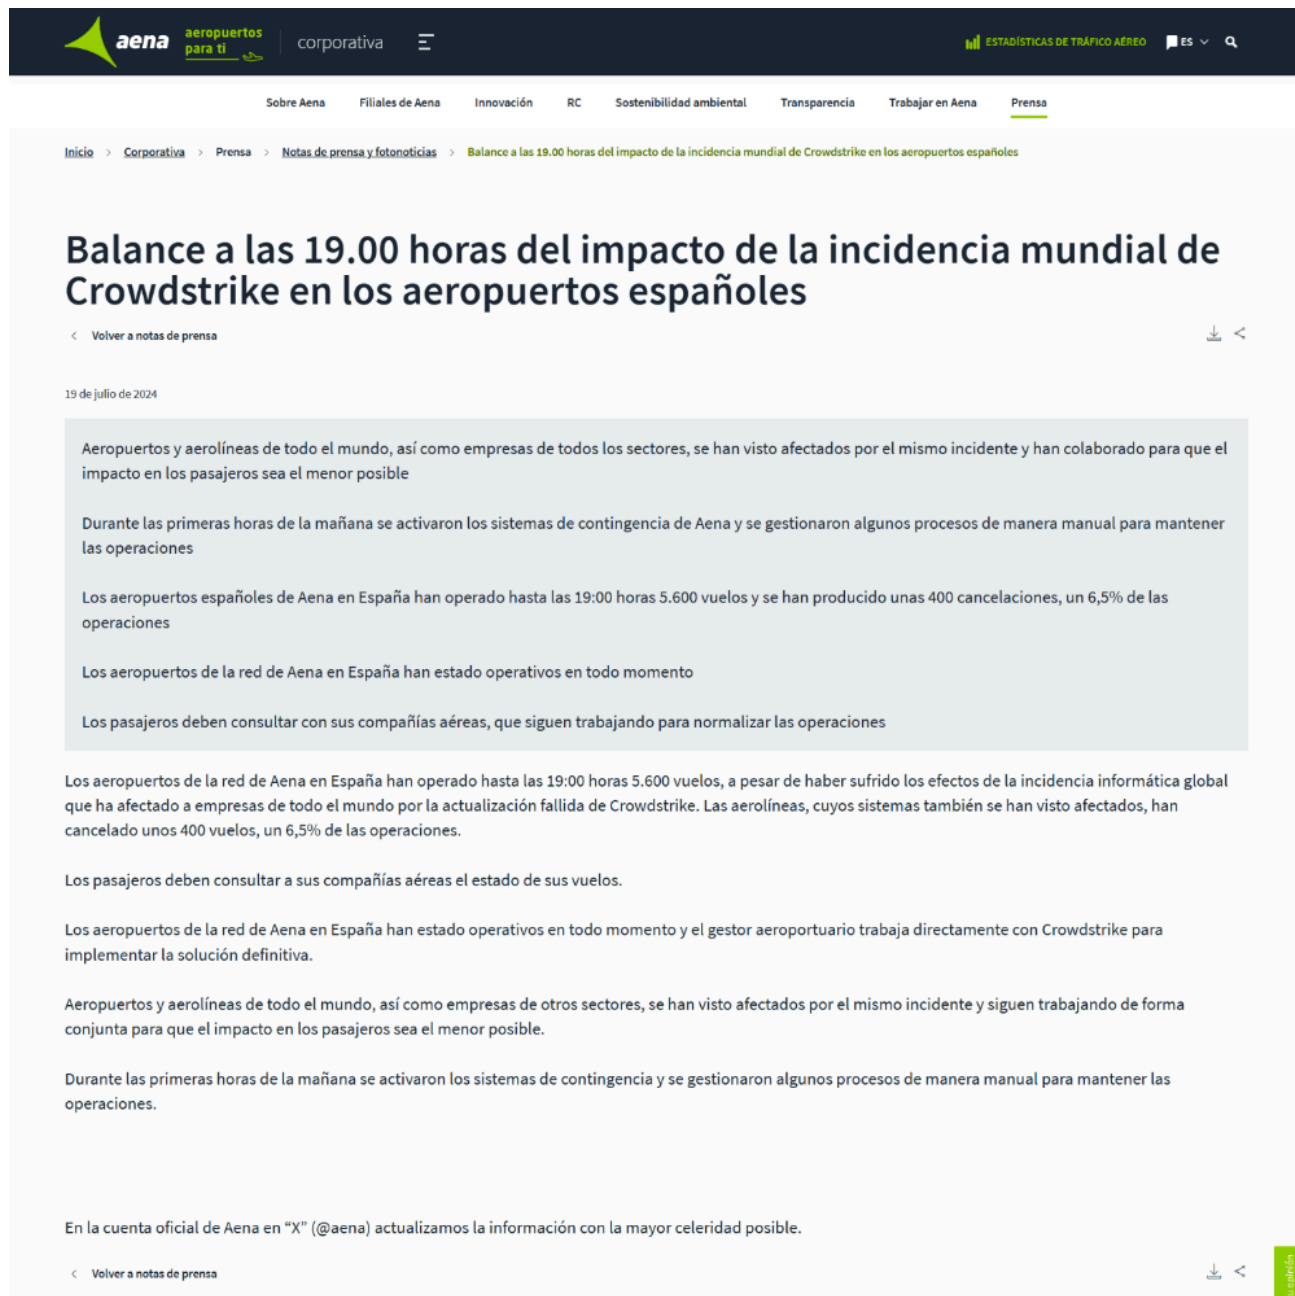 aena aeropuertos para ti corporativa ESTADÍSTICAS DE TRÁFICO AÉREO ES
Sobre Aena Filiales de Aena Innovación RC Sostenibilidad ambiental Transparencia Trabajar en Aena Prensa
Inicio > Corporativa > Prensa > Notas de prensa y fotonoticias > Balance a las 19.00 horas del impacto de la incidencia mundial de Crowdstrike en los aeropuertos españoles
Balance a las 19.00 horas del impacto de la incidencia mundial de
Crowdstrike en los aeropuertos españoles
< Volver a notas de prensa
19 de julio de 2024
Aeropuertos y aerolíneas de todo el mundo, así como empresas de todos los sectores, se han visto afectados por el mismo incidente y han colaborado para que el
impacto en los pasajeros sea el menor posible
Durante las primeras horas de la mañana se activaron los sistemas de contingencia de Aena y se gestionaron algunos procesos de manera manual para mantener
las operaciones
Los aeropuertos españoles de Aena en España han operado hasta las 19:00 horas 5.600 vuelos y se han producido unas 400 cancelaciones, un 6,5% de las
operaciones
Los aeropuertos de la red de Aena en España han estado operativos en todo momento
Los pasajeros deben consultar con sus compañías aéreas, que siguen trabajando para normalizar las operaciones
Los aeropuertos de la red de Aena en España han operado hasta las 19:00 horas 5.600 vuelos, a pesar de haber sufrido los efectos de la incidencia informática global
que ha afectado a empresas de todo el mundo por la actualización fallida de Crowdstrike. Las aerolíneas, cuyos sistemas también se han visto afectados, han
cancelado unos 400 vuelos, un 6,5% de las operaciones.
Los pasajeros deben consultar a sus compañías aéreas el estado de sus vuelos.
Los aeropuertos de la red de Aena en España han estado operativos en todo momento y el gestor aeroportuario trabaja directamente con Crowdstrike para
implementar la solución definitiva.
Aeropuertos y aerolíneas de todo el mundo, así como empresas de otros sectores, se han visto afectados por el mismo incidente y siguen trabajando de forma
conjunta para que el impacto en los pasajeros sea el menor posible.
Durante las primeras horas de la mañana se activaron los sistemas de contingencia y se gestionaron algunos procesos de manera manual para mantener las
operaciones.
En la cuenta oficial de Aena en “X” (@aena) actualizamos la información con la mayor celeridad posible.
< Volver a notas de prensa
opinión